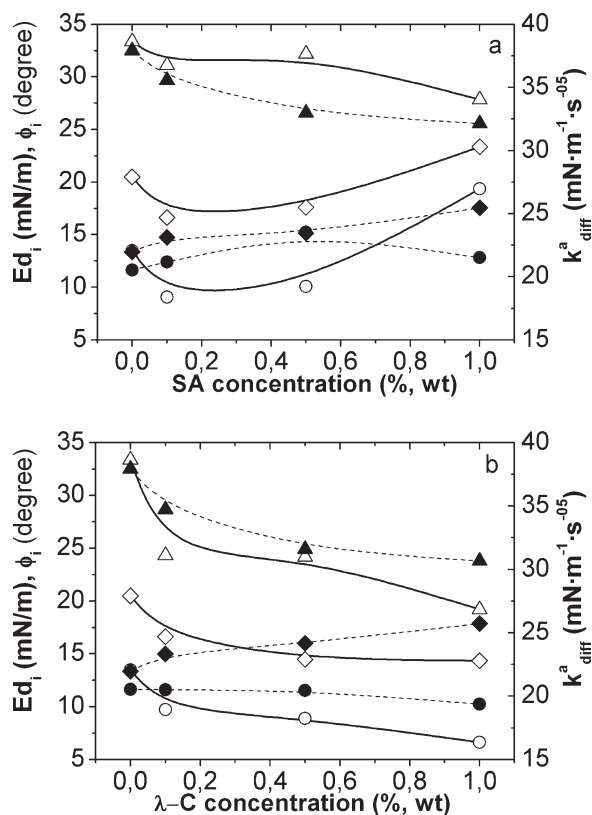 a
Ed_i (mN/m), ϕ_i (degree)
35
30
25
20
15
10
5
40
35
30
25
20
15
k^a_diff (mN·m^-1·s^-05)
0,0 0,2 0,4 0,6 0,8 1,0
SA concentration (%, wt)
b
Ed_i (mN/m), ϕ_i (degree)
35
30
25
20
15
10
5
40
35
30
25
20
15
k^a_diff (mN·m^-1·s^-05)
0,0 0,2 0,4 0,6 0,8 1,0
λ–C concentration (%, wt)